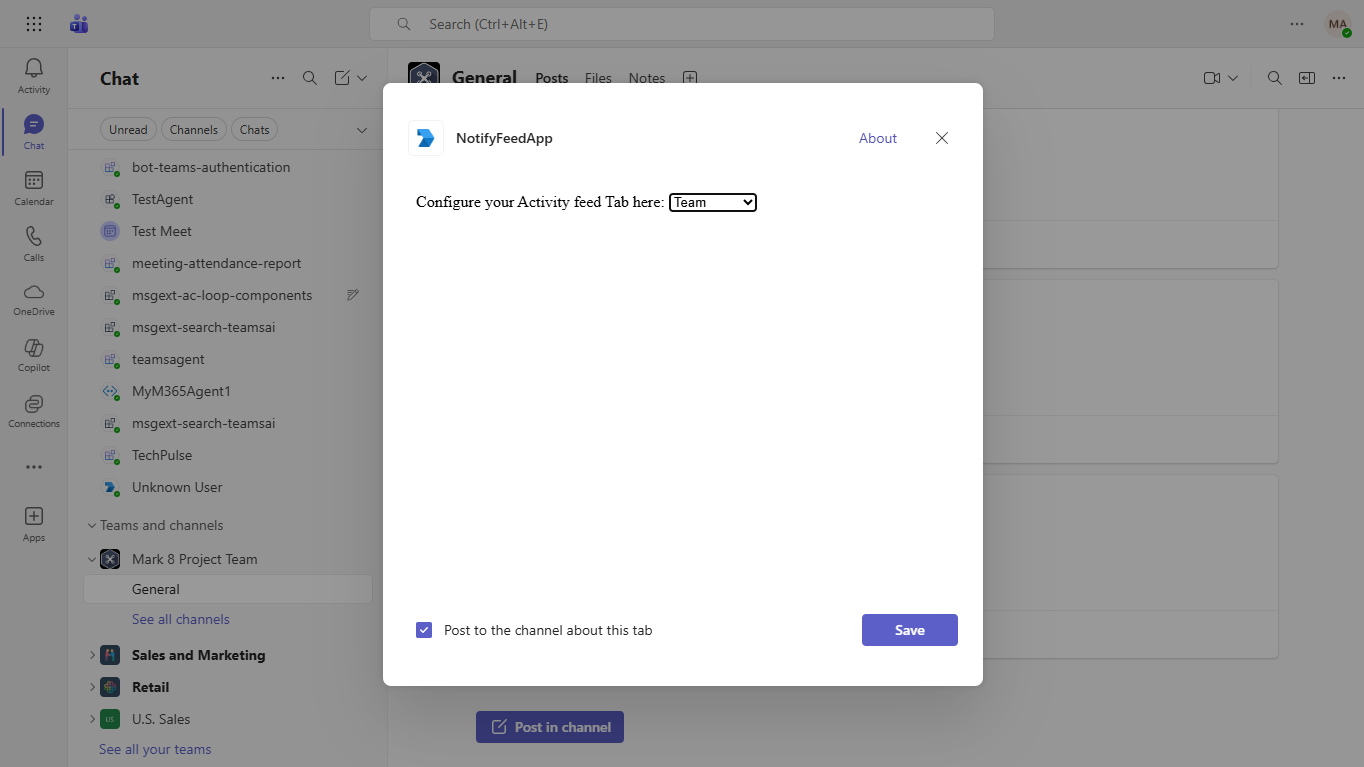 Search (Ctrl+Alt+E)
MA
Activity
Chat
Calendar
Calls
OneDrive
Copilot
Connections
Apps
Chat
Unread
Channels
Chats
bot-teams-authentication
TestAgent
Test Meet
meeting-attendance-report
msgext-ac-loop-components
msgext-search-teamsai
teamsagent
MyM365Agent1
msgext-search-teamsai
TechPulse
Unknown User
Teams and channels
Mark 8 Project Team
General
See all channels
Sales and Marketing
Retail
US
U.S. Sales
See all your teams
General
Posts
Files
Notes
NotifyFeedApp
About
Configure your Activity feed Tab here: Team
Post to the channel about this tab
Save
Post in channel